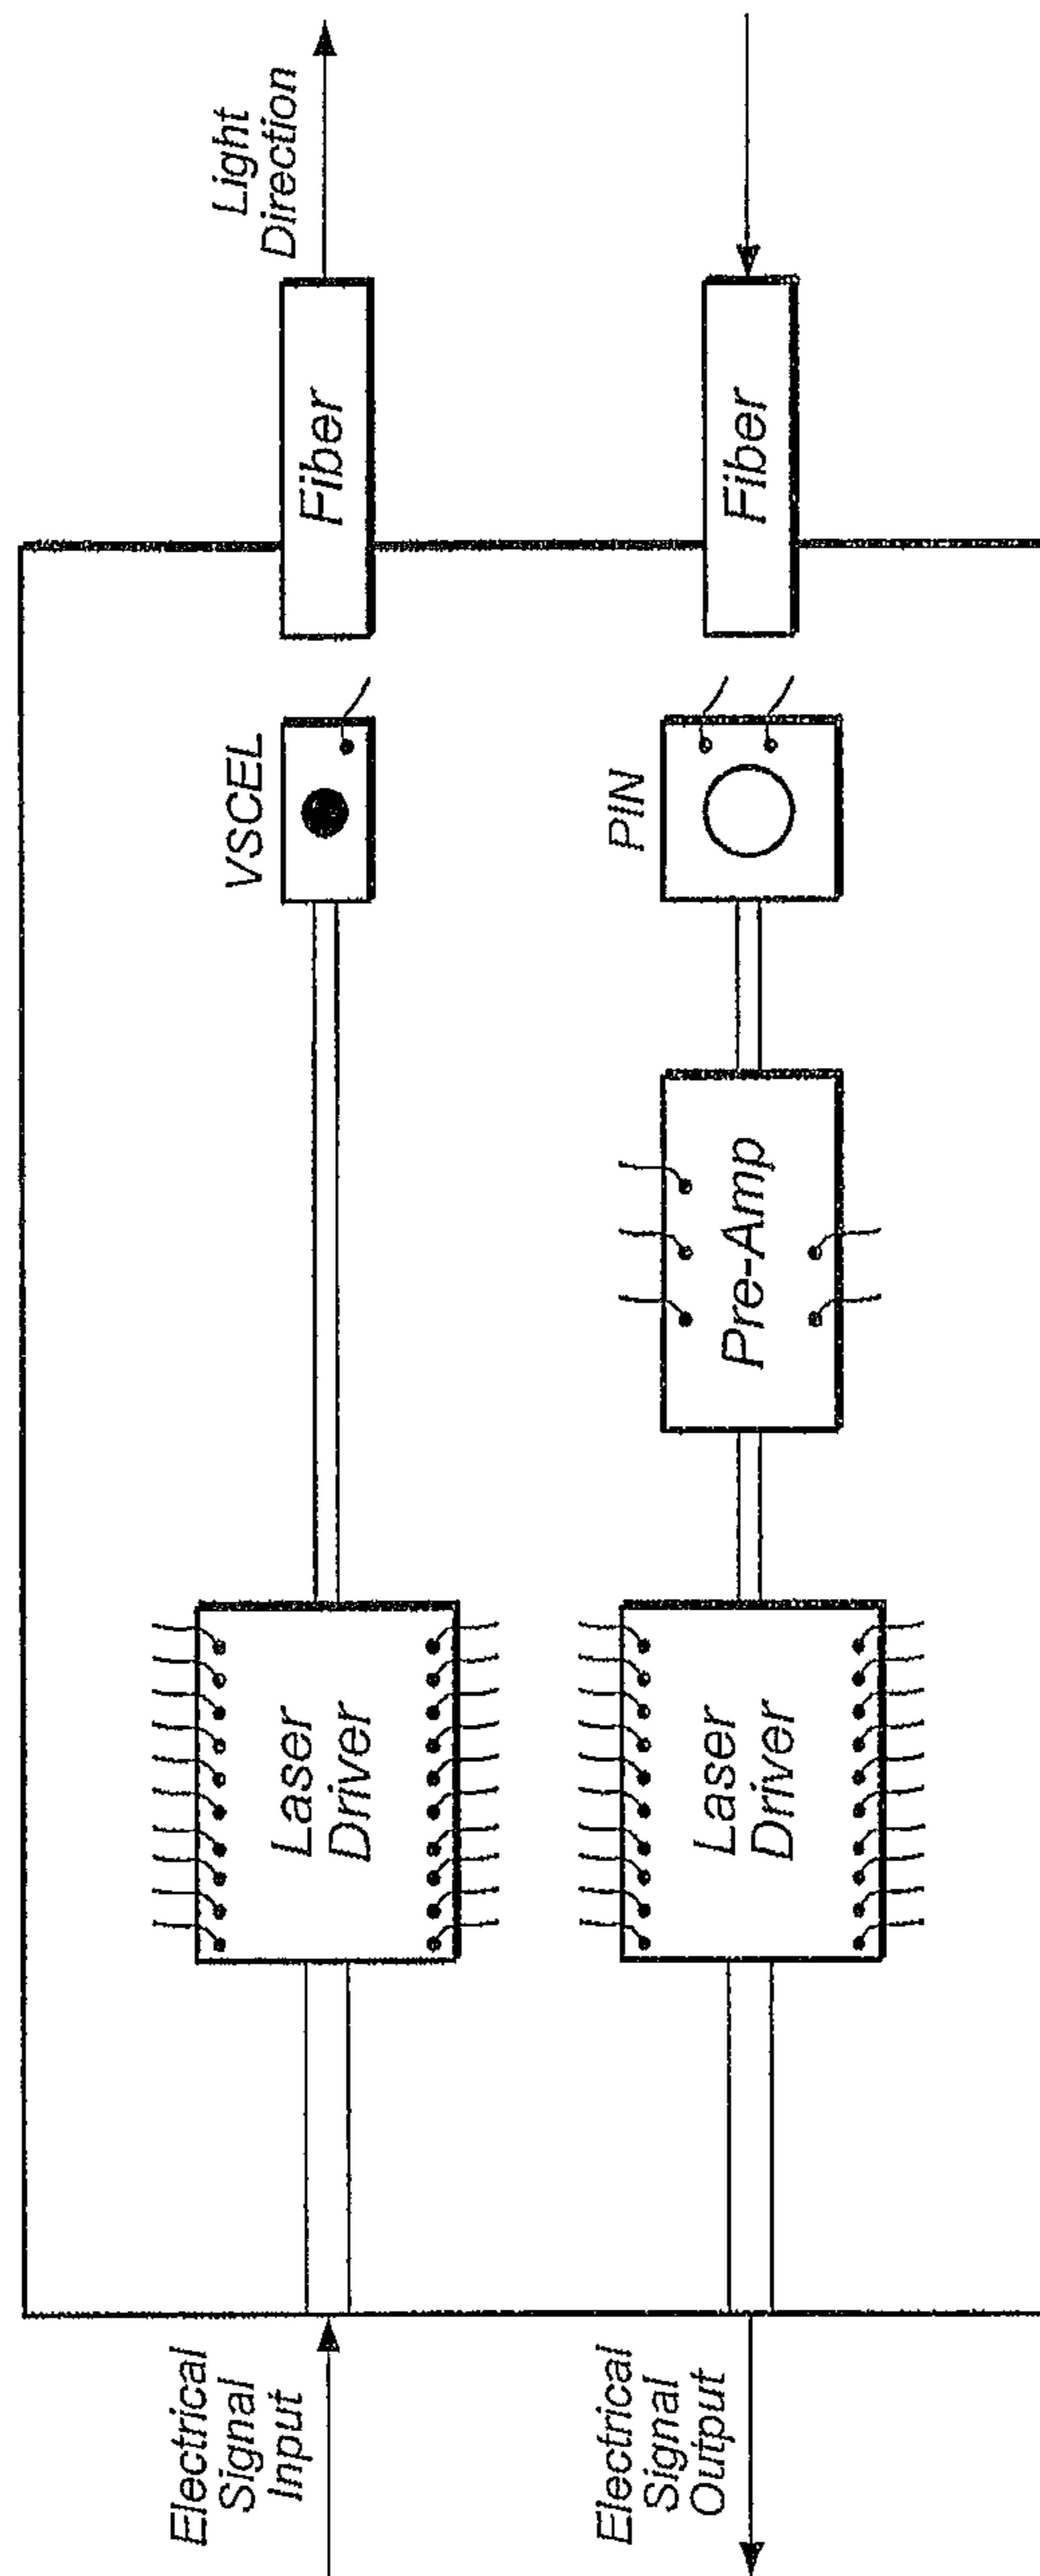 Light
Direction
Fiber
VSCEL
Laser
Driver
Electrical
Signal
Input
Fiber
PIN
Pre-Amp
Laser
Driver
Electrical
Signal
Output